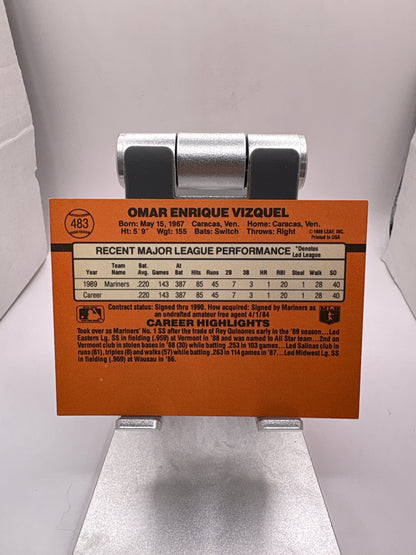 483
OMAR ENRIQUE VIZQUEL
Born: May 15, 1967 Caracas, Ven. Home: Caracas, Ven.
Ht: 5' 9" Wgt: 155 Bats: Switch Throws: Right
© 1989 LEAF, INC.
Printed in USA
RECENT MAJOR LEAGUE PERFORMANCE *Denotes Led League
Year Team Name Bat. Avg. Games At Bat Hits Runs 2B 3B HR RBI Steal Walk SO
1989 Mariners .220 143 387 85 45 7 3 1 20 1 28 40
Career .220 143 387 85 45 7 3 1 20 1 28 40
Contract status: Signed thru 1990. How acquired: Signed by Mariners as
an undrafted amateur free agent 4/1/84
CAREER HIGHLIGHTS
Took over as Mariners' No. 1 SS after the trade of Rey Quinones early in the '89 season...Led
Eastern Lg. SS in fielding (.959) at Vermont in '88 and was named to All Star team...2nd on
Vermont club in stolen bases in '88 (30) while batting .253 in 103 games...Led Salinas club in
runs (61), triples (8) and walks (57) while batting .263 in 114 games in '87...Led Midwest Lg. SS
in fielding (.969) at Wausau in '86.